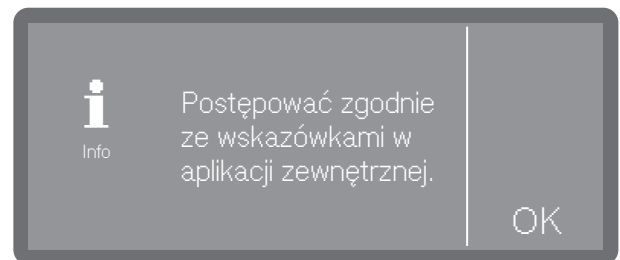 i
Info
Postępować zgodnie
ze wskazówkami w
aplikacji zewnętrznej.
OK